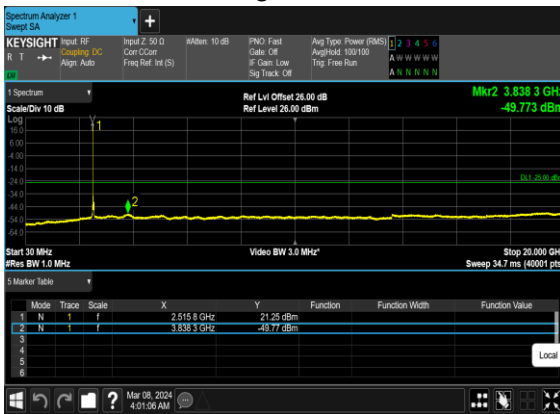 Spectrum Analyzer 1
Swept SA
+
KEYSIGHT Input: RF Input Z: 50 Ω #Atten: 10 dB PNO: Fast Avg Type: Power (RMS) 1 2 3 4 5 6
R T Coupling: DC Corr CCorr Gate: Off Avg|Hold: 100/100 A W W W W W
Align: Auto Freq Ref: Int (S) IF Gain: Low Trig: Free Run
Sig Track: Off A N N N N N
1 Spectrum Ref Lvl Offset 26.00 dB Mkr2 3.838 3 GHz
Scale/Div 10 dB Ref Level 26.00 dBm -49.773 dBm
Log
16.0
6.00
-4.00
-14.0
-24.0
-34.0
-44.0
-54.0
-64.0
1
2
DL1 -25.00 dBm
Start 30 MHz Video BW 3.0 MHz* Stop 20.000 GH
#Res BW 1.0 MHz Sweep 34.7 ms (40001 pts
5 Marker Table
Mode Trace Scale X Y Function Function Width Function Value
1 N 1 f 2.515 8 GHz 21.25 dBm
2 N 1 f 3.838 3 GHz -49.77 dBm
3
4
5
6
Local
? Mar 08, 2024
4:01:06 AM